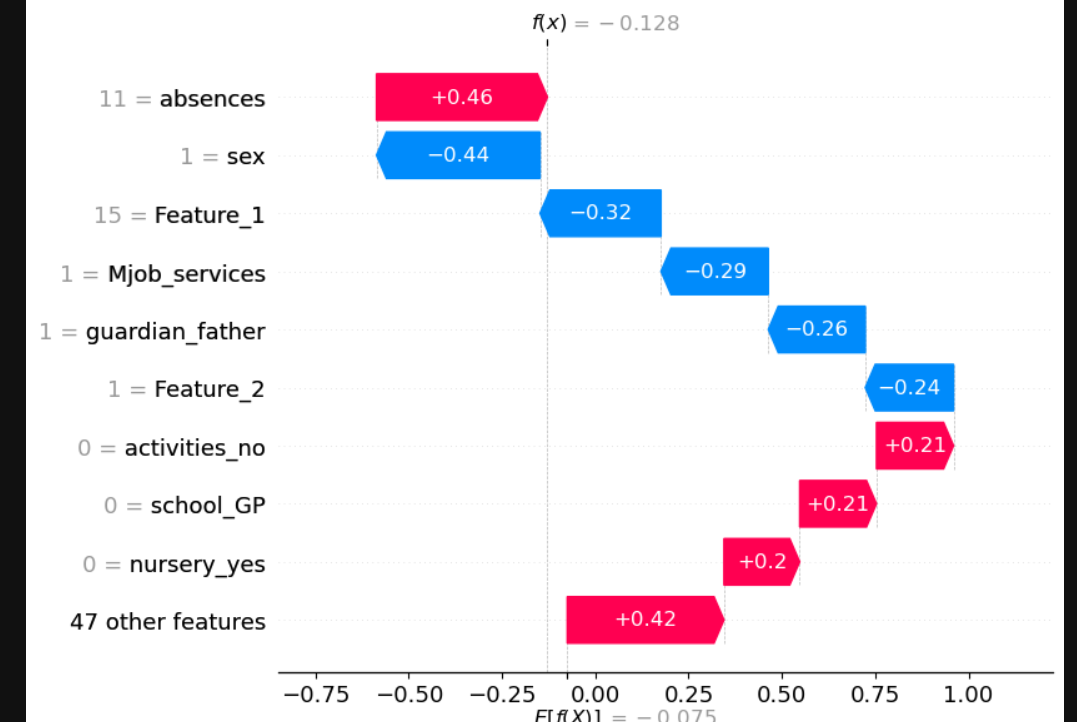 f(x) = −0.128
11 = absences
+0.46
1 = sex
−0.44
15 = Feature_1
−0.32
1 = Mjob_services
−0.29
1 = guardian_father
−0.26
1 = Feature_2
−0.24
0 = activities_no
+0.21
0 = school_GP
+0.21
0 = nursery_yes
+0.2
47 other features
+0.42
−0.75 −0.50 −0.25 0.00 0.25 0.50 0.75 1.00
E[f(X)] = −0.075